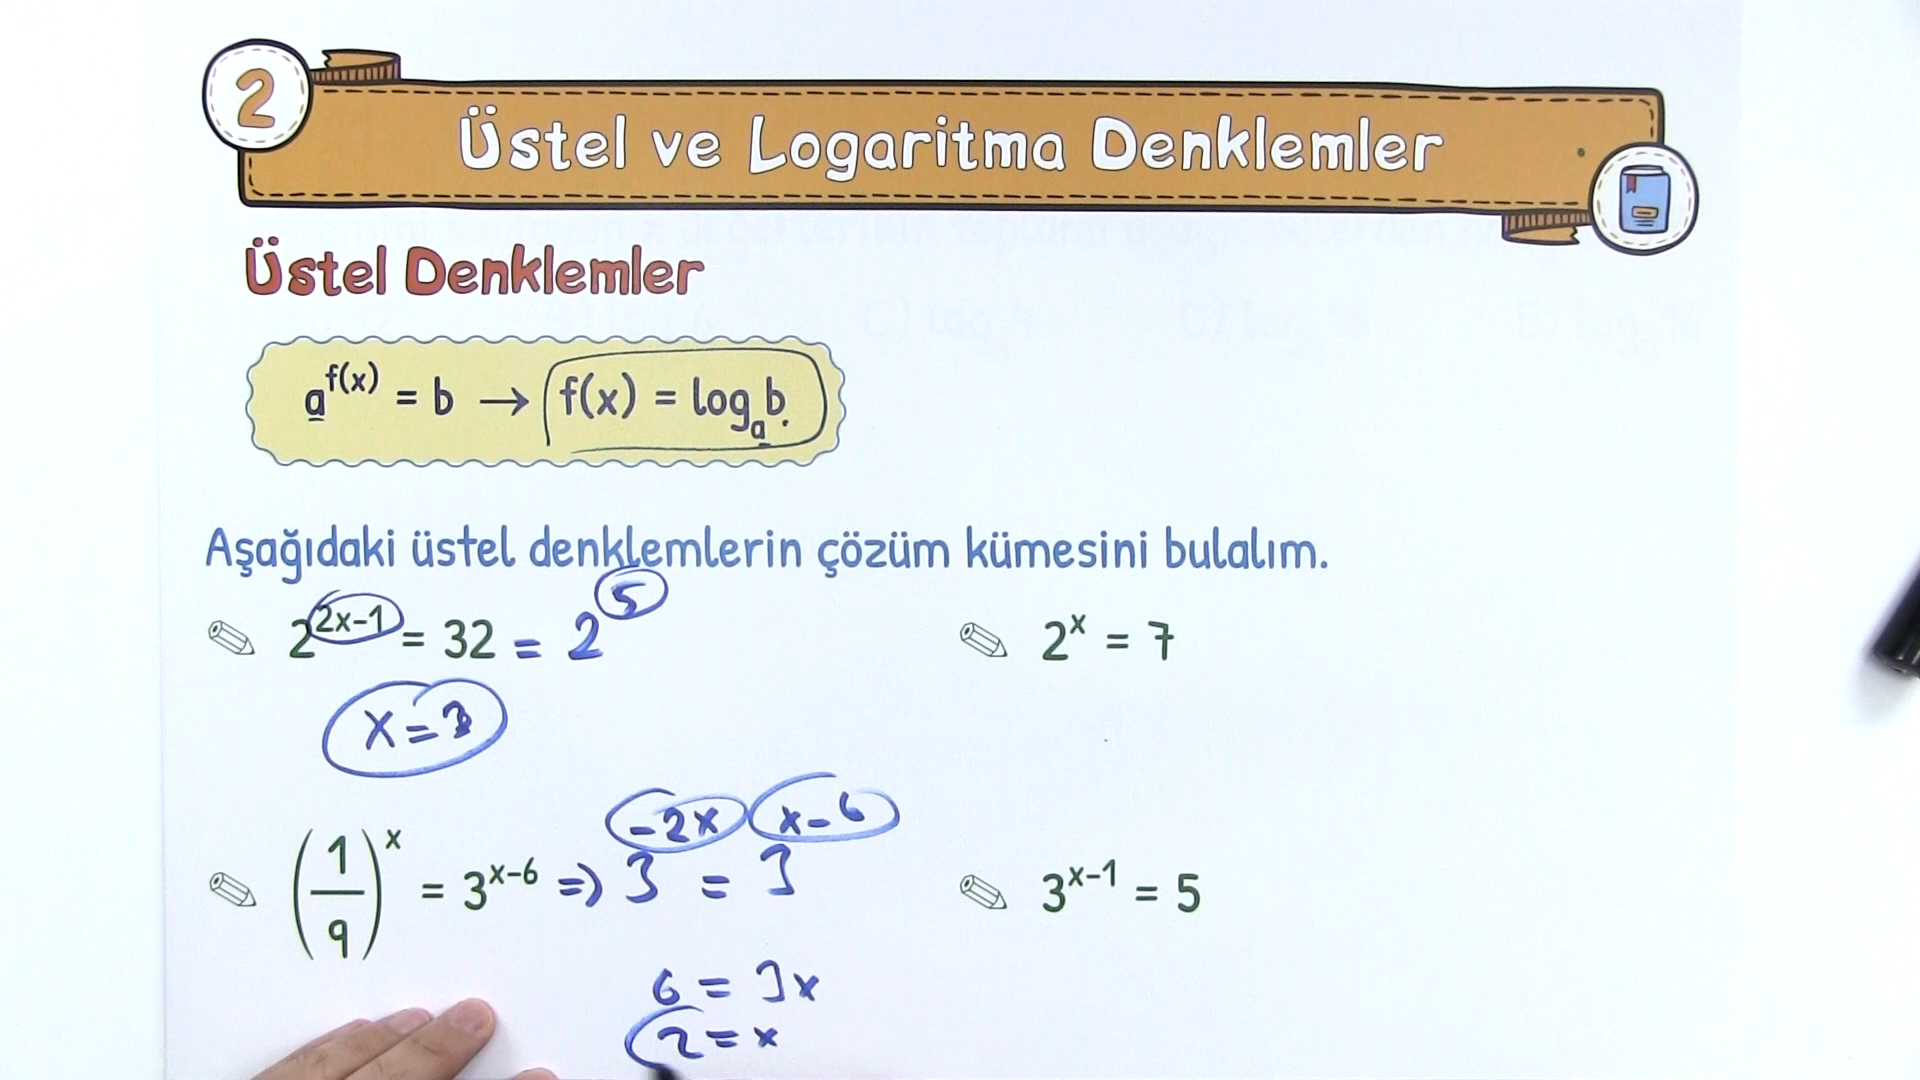 2
Üstel ve Logaritma Denklemler
Üstel Denklemler
a^f(x) = b → f(x) = log_a b.
Aşağıdaki üstel denklemlerin çözüm kümesini bulalım.
2^(2x-1) = 32 = 2^5
x = 3
2^x = 7
(1/9)^x = 3^(x-6) ⇒ 3^(-2x) = 3^(x-6)
6 = 3x
2 = x
3^(x-1) = 5